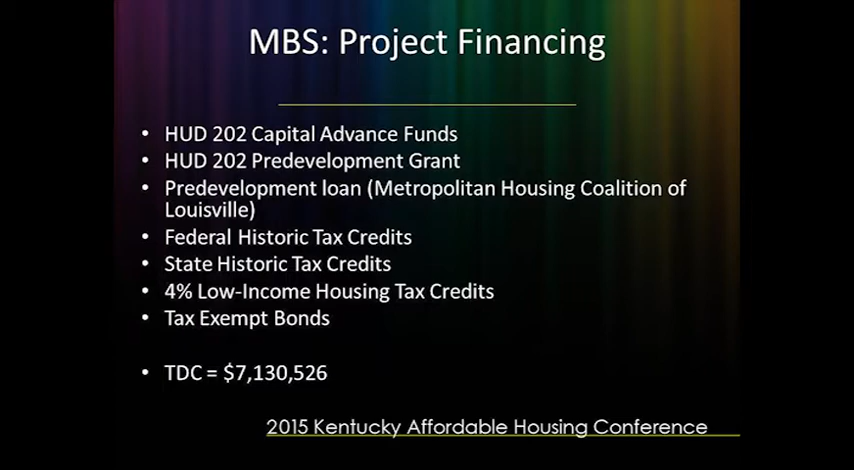 MBS: Project Financing
• HUD 202 Capital Advance Funds
• HUD 202 Predevelopment Grant
• Predevelopment loan (Metropolitan Housing Coalition of
Louisville)
• Federal Historic Tax Credits
• State Historic Tax Credits
• 4% Low-Income Housing Tax Credits
• Tax Exempt Bonds
• TDC = $7,130,526
2015 Kentucky Affordable Housing Conference